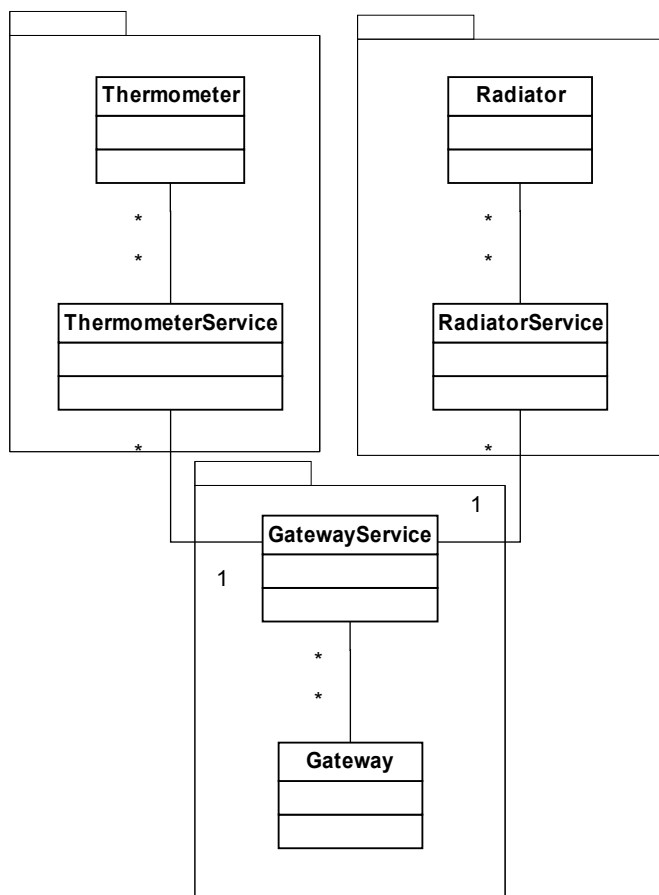 Thermometer
Radiator
*
*
*
*
ThermometerService
RadiatorService
*
*
1
GatewayService
1
*
*
Gateway